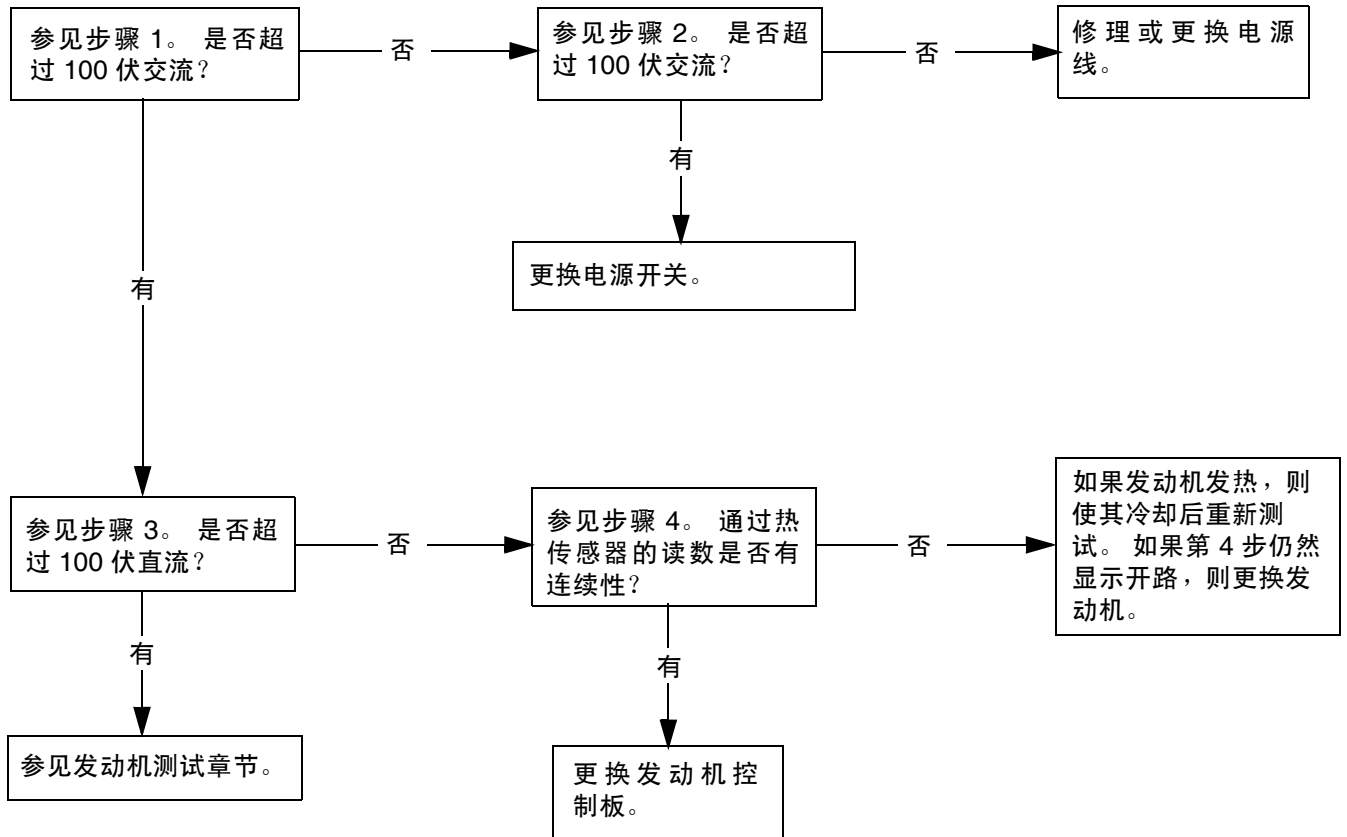 参见步骤 1。 是否超
过 100 伏交流？
否
参见步骤 2。 是否超
过 100 伏交流？
否
修理或更换电源
线。
有
更换电源开关。
有
参见步骤 3。 是否超
过 100 伏直流？
否
参见步骤 4。 通过热
传感器的读数是否有
连续性？
否
如果发动机发热，则
使其冷却后重新测
试。 如果第 4 步仍然
显示开路，则更换发
动机。
有
参见发动机测试章节。
有
更换发动机控
制板。